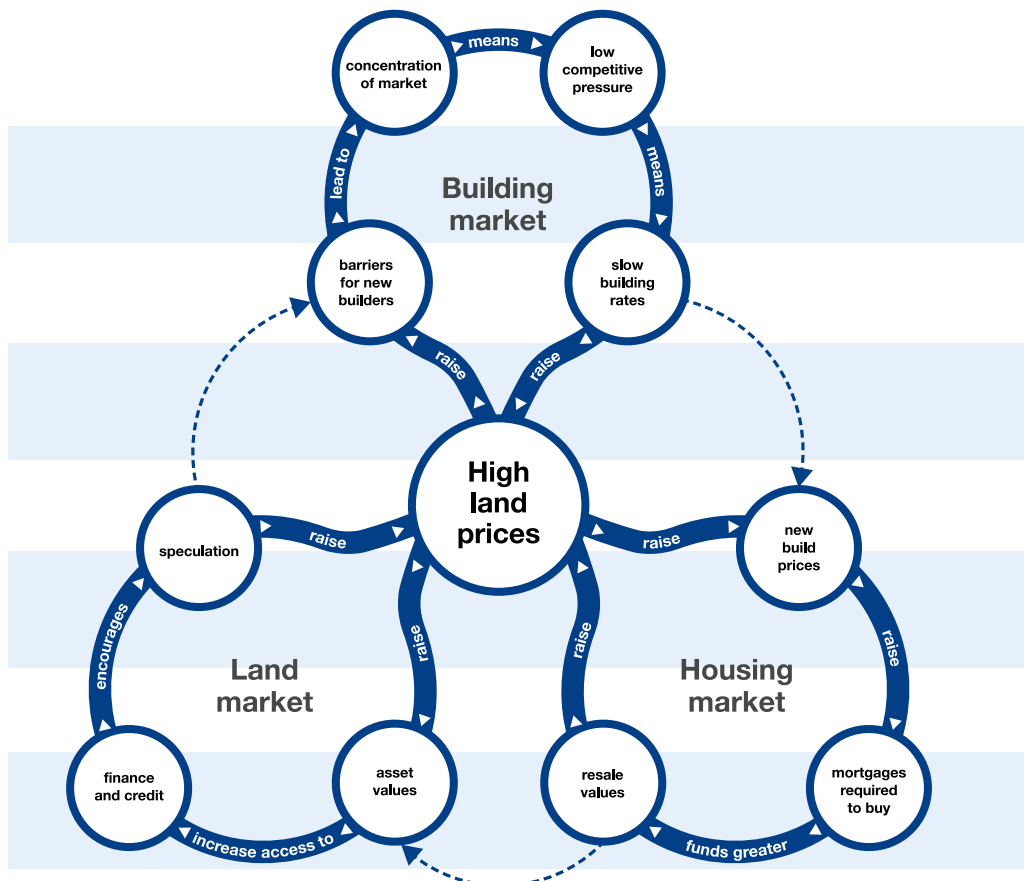 means
concentration
of market
low
competitive
pressure
lead to
means
Building
market
barriers
for new
builders
slow
building
rates
raise
raise
High
land
prices
speculation
raise
raise
new
build
prices
encourages
raise
raise
raise
Land
market
Housing
market
finance
and credit
asset
values
resale
values
mortgages
required
to buy
increase access to
funds greater